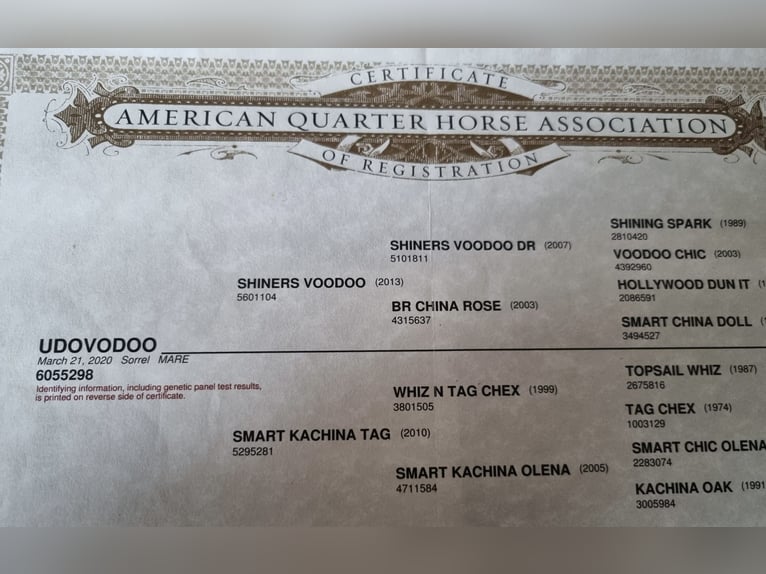 CERTIFICATE
AMERICAN QUARTER HORSE ASSOCIATION
OF REGISTRATION
SHINING SPARK (1989)
2810420
SHINERS VOODOO DR (2007)
5101811
VOODOO CHIC (2003)
4392960
SHINERS VOODOO (2013)
5601104
HOLLYWOOD DUN IT (1
2086591
BR CHINA ROSE (2003)
4315637
SMART CHINA DOLL (
3494527
UDOVODOO
March 21, 2020 Sorrel MARE
6055298
Identifying information, including genetic panel test results,
is printed on reverse side of certificate.
TOPSAIL WHIZ (1987)
2675816
WHIZ N TAG CHEX (1999)
3801505
TAG CHEX (1974)
1003129
SMART KACHINA TAG (2010)
5295281
SMART CHIC OLENA
2283074
SMART KACHINA OLENA (2005)
4711584
KACHINA OAK (1991
3005984